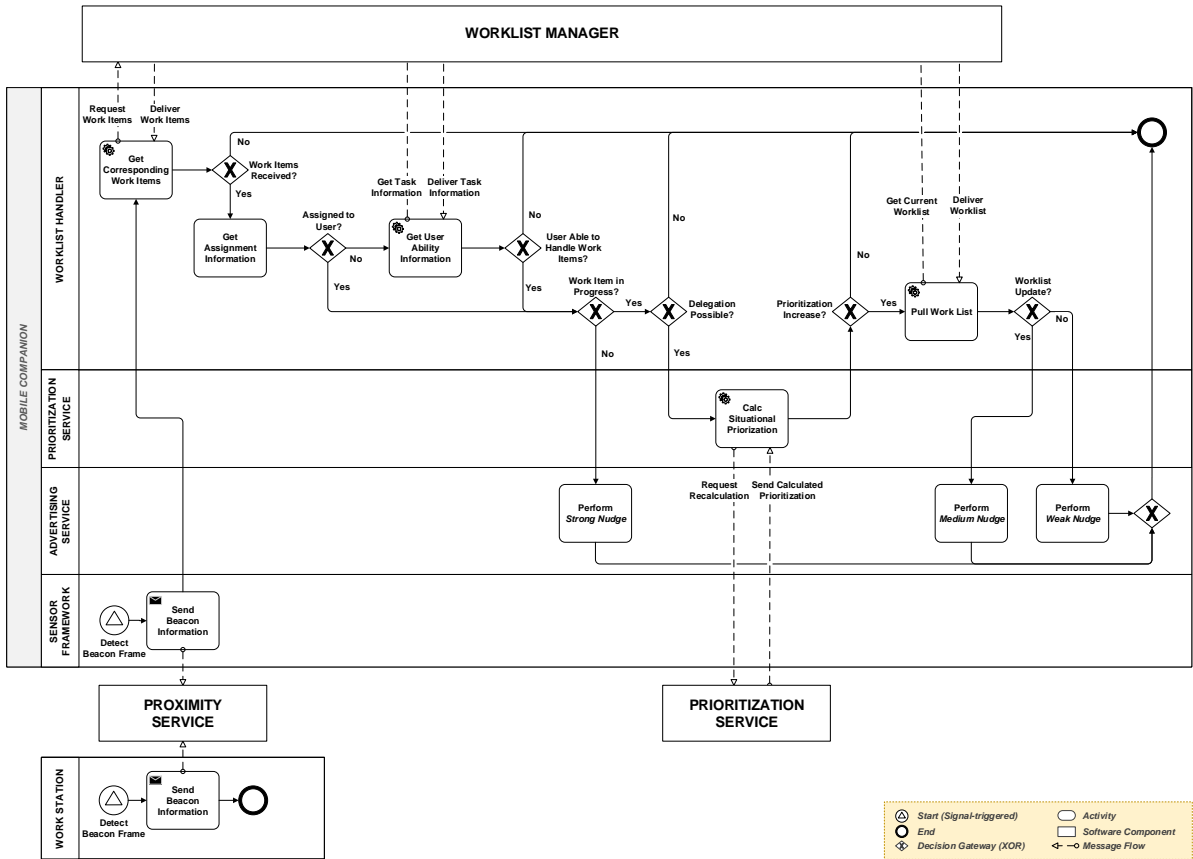 WORKLIST MANAGER
MOBILE COMPANION
WORKLIST HANDLER
Request
Work Items
Deliver
Work Items
Get
Corresponding
Work Items
No
Work Items
Received?
Yes
Get
Assignment
Information
Assigned to
User?
No
Yes
Get Task
Information
Deliver Task
Information
Get User
Ability
Information
No
User Able to
Handle Work
Items?
Yes
Work Item in
Progress?
Yes
No
No
Delegation
Possible?
Yes
Prioritization
Increase?
No
Yes
Get Current
Worklist
Deliver
Worklist
Pull Work List
Worklist
Update?
No
Yes
PRIORITIZATION
SERVICE
Calc
Situational
Priorization
ADVERTISING
SERVICE
Request
Recalculation
Send Calculated
Prioritization
Perform
Strong Nudge
Perform
Medium Nudge
Perform
Weak Nudge
SENSOR
FRAMEWORK
Detect
Beacon Frame
Send
Beacon
Information
PROXIMITY
SERVICE
PRIORITIZATION
SERVICE
WORK STATION
Detect
Beacon Frame
Send
Beacon
Information
Start (Signal-triggered)
End
Decision Gateway (XOR)
Activity
Software Component
Message Flow